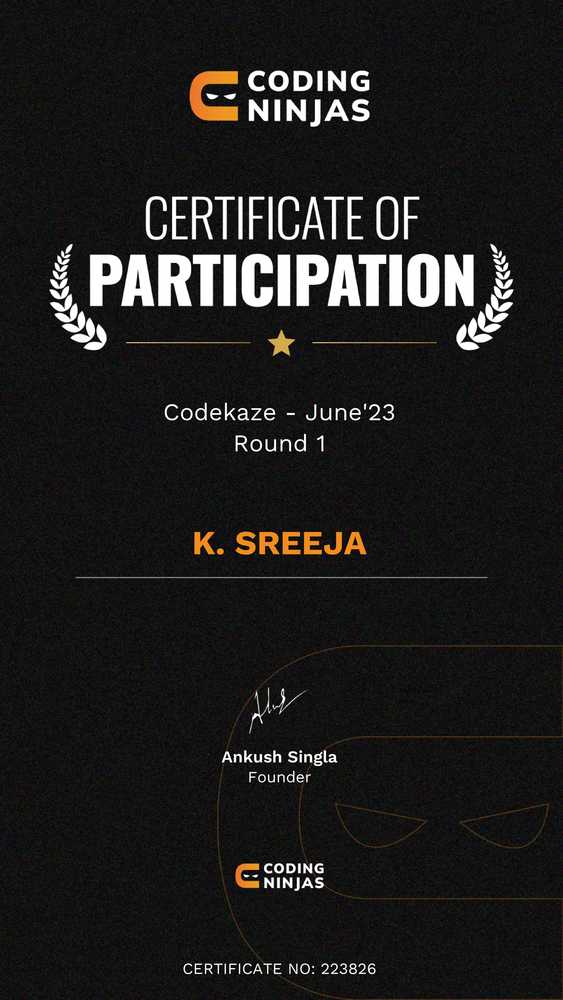 CODING
NINJAS
CERTIFICATE OF
PARTICIPATION
Codekaze - June'23
Round 1
K. SREEJA
Ankush Singla
Founder
CODING
NINJAS
CERTIFICATE NO: 223826